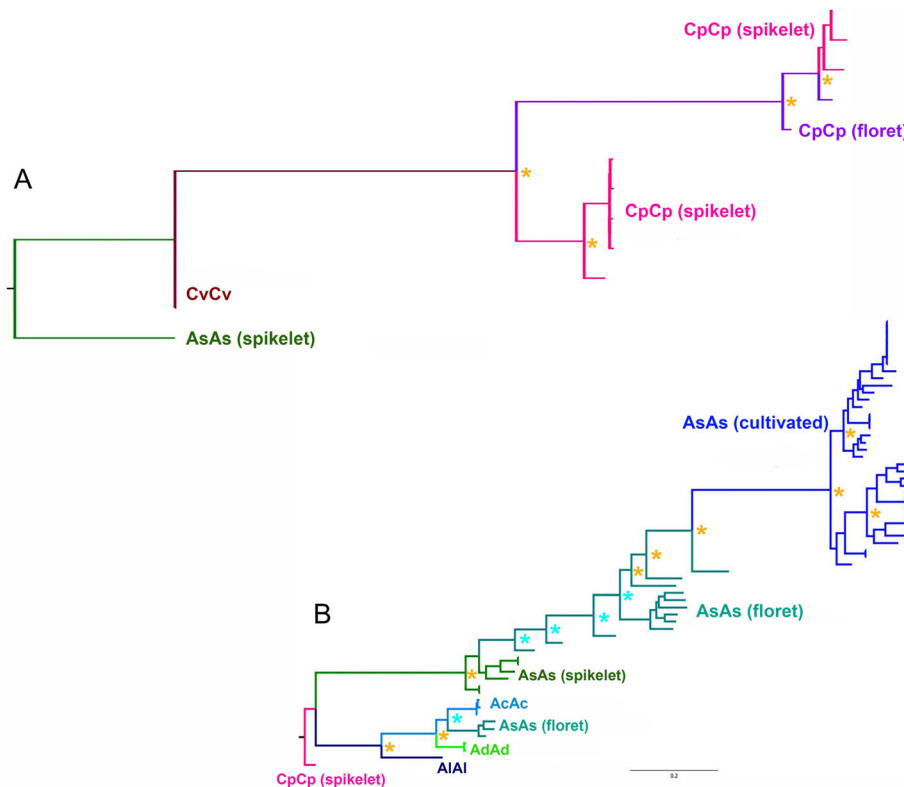 CpCp (spikelet)
CpCp (floret)
A
CpCp (spikelet)
CvCv
AsAs (spikelet)
AsAs (cultivated)
B
AsAs (floret)
AsAs (spikelet)
AcAc
AsAs (floret)
AdAd
AlAl
CpCp (spikelet)
0.2